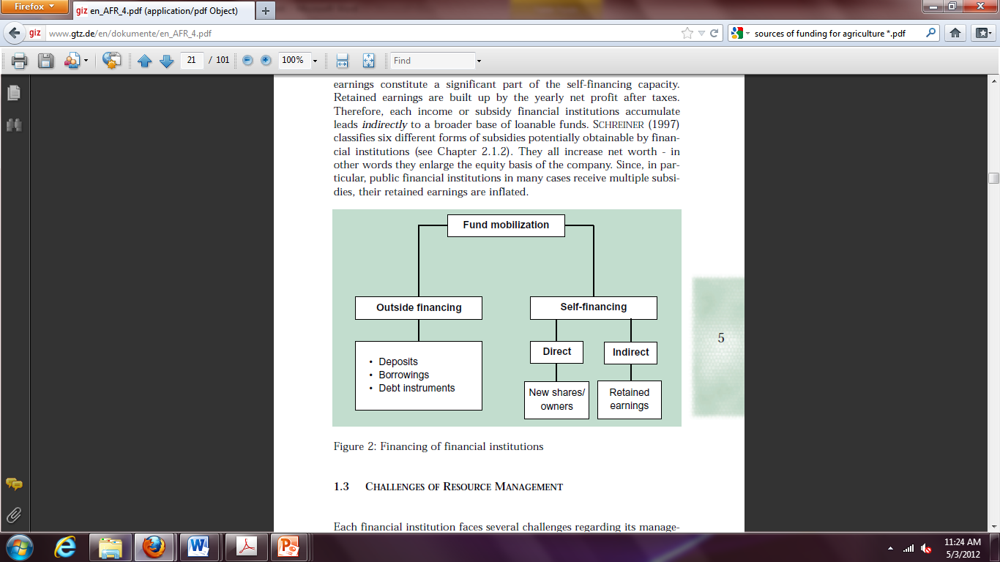 Firefox
giz en_AFR_4.pdf (application/pdf Object)
giz www.gtz.de/en/dokumente/en_AFR_4.pdf
sources of funding for agriculture *.pdf
21 / 101
100%
Find
earnings constitute a significant part of the self-financing capacity.
Retained earnings are built up by the yearly net profit after taxes.
Therefore, each income or subsidy financial institutions accumulate
leads indirectly to a broader base of loanable funds. SCHREINER (1997)
classifies six different forms of subsidies potentially obtainable by finan-
cial institutions (see Chapter 2.1.2). They all increase net worth - in
other words they enlarge the equity basis of the company. Since, in par-
ticular, public financial institutions in many cases receive multiple subsi-
dies, their retained earnings are inflated.
Fund mobilization
Outside financing
Self-financing
• Deposits
• Borrowings
• Debt instruments
Direct
Indirect
New shares/
owners
Retained
earnings
5
Figure 2: Financing of financial institutions
1.3 CHALLENGES OF RESOURCE MANAGEMENT
Each financial institution faces several challenges regarding its manage-
11:24 AM
5/3/2012